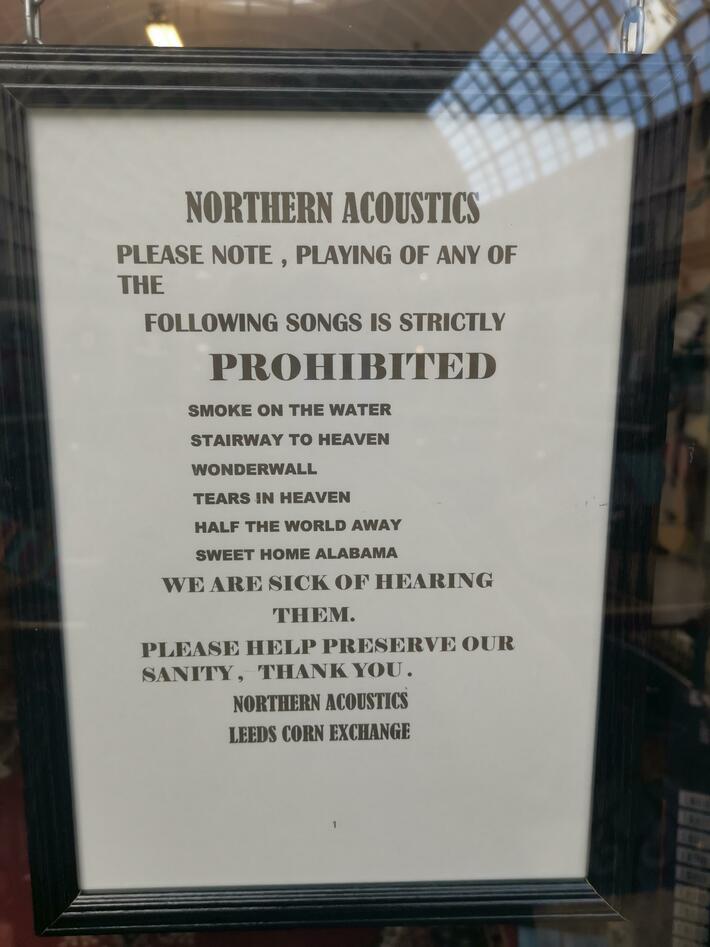 NORTHERN ACOUSTICS
PLEASE NOTE , PLAYING OF ANY OF
THE
FOLLOWING SONGS IS STRICTLY
PROHIBITED
SMOKE ON THE WATER
STAIRWAY TO HEAVEN
WONDERWALL
TEARS IN HEAVEN
HALF THE WORLD AWAY
SWEET HOME ALABAMA
WE ARE SICK OF HEARING
THEM.
PLEASE HELP PRESERVE OUR
SANITY , THANK YOU .
NORTHERN ACOUSTICS
LEEDS CORN EXCHANGE
1